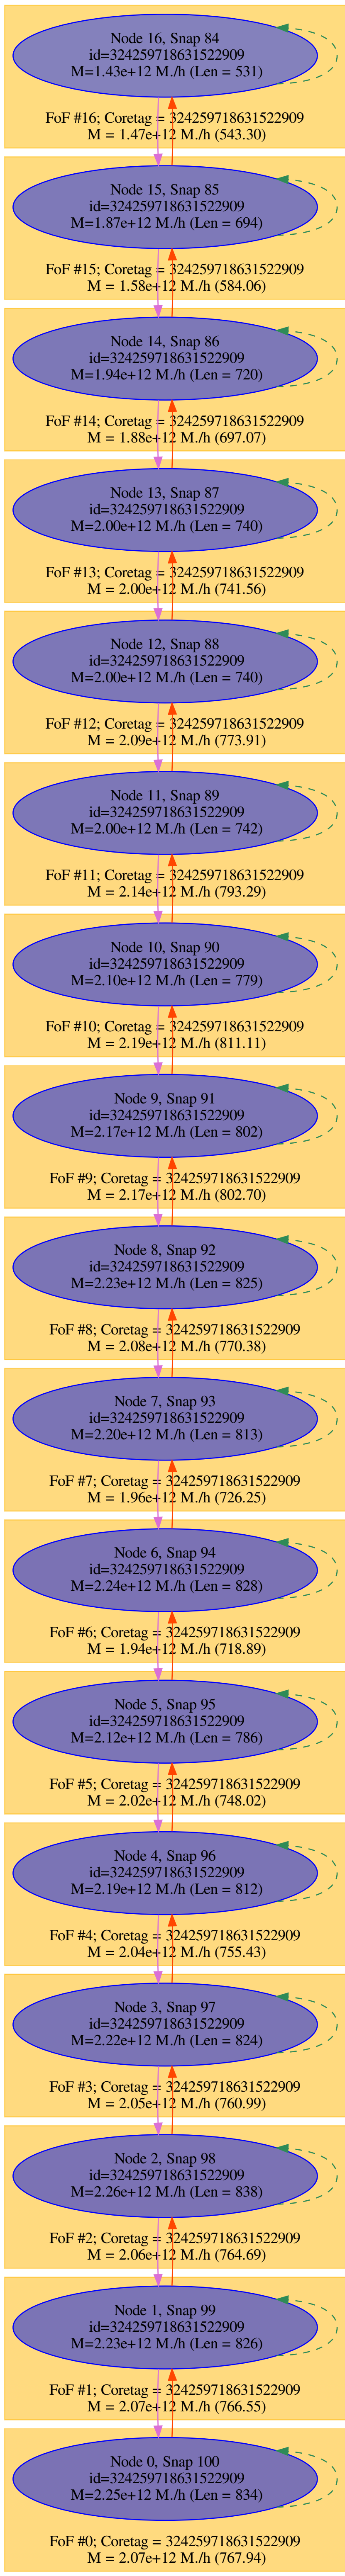 Node 16, Snap 84
id=324259718631522909
M=1.43e+12 M./h (Len = 531)
FoF #16; Coretag = 324259718631522909
M = 1.47e+12 M./h (543.30)
Node 15, Snap 85
id=324259718631522909
M=1.87e+12 M./h (Len = 694)
FoF #15; Coretag = 324259718631522909
M = 1.58e+12 M./h (584.06)
Node 14, Snap 86
id=324259718631522909
M=1.94e+12 M./h (Len = 720)
FoF #14; Coretag = 324259718631522909
M = 1.88e+12 M./h (697.07)
Node 13, Snap 87
id=324259718631522909
M=2.00e+12 M./h (Len = 740)
FoF #13; Coretag = 324259718631522909
M = 2.00e+12 M./h (741.56)
Node 12, Snap 88
id=324259718631522909
M=2.00e+12 M./h (Len = 740)
FoF #12; Coretag = 324259718631522909
M = 2.09e+12 M./h (773.91)
Node 11, Snap 89
id=324259718631522909
M=2.00e+12 M./h (Len = 742)
FoF #11; Coretag = 324259718631522909
M = 2.14e+12 M./h (793.29)
Node 10, Snap 90
id=324259718631522909
M=2.10e+12 M./h (Len = 779)
FoF #10; Coretag = 324259718631522909
M = 2.19e+12 M./h (811.11)
Node 9, Snap 91
id=324259718631522909
M=2.17e+12 M./h (Len = 802)
FoF #9; Coretag = 324259718631522909
M = 2.17e+12 M./h (802.70)
Node 8, Snap 92
id=324259718631522909
M=2.23e+12 M./h (Len = 825)
FoF #8; Coretag = 324259718631522909
M = 2.08e+12 M./h (770.38)
Node 7, Snap 93
id=324259718631522909
M=2.20e+12 M./h (Len = 813)
FoF #7; Coretag = 324259718631522909
M = 1.96e+12 M./h (726.25)
Node 6, Snap 94
id=324259718631522909
M=2.24e+12 M./h (Len = 828)
FoF #6; Coretag = 324259718631522909
M = 1.94e+12 M./h (718.89)
Node 5, Snap 95
id=324259718631522909
M=2.12e+12 M./h (Len = 786)
FoF #5; Coretag = 324259718631522909
M = 2.02e+12 M./h (748.02)
Node 4, Snap 96
id=324259718631522909
M=2.19e+12 M./h (Len = 812)
FoF #4; Coretag = 324259718631522909
M = 2.04e+12 M./h (755.43)
Node 3, Snap 97
id=324259718631522909
M=2.22e+12 M./h (Len = 824)
FoF #3; Coretag = 324259718631522909
M = 2.05e+12 M./h (760.99)
Node 2, Snap 98
id=324259718631522909
M=2.26e+12 M./h (Len = 838)
FoF #2; Coretag = 324259718631522909
M = 2.06e+12 M./h (764.69)
Node 1, Snap 99
id=324259718631522909
M=2.23e+12 M./h (Len = 826)
FoF #1; Coretag = 324259718631522909
M = 2.07e+12 M./h (766.55)
Node 0, Snap 100
id=324259718631522909
M=2.25e+12 M./h (Len = 834)
FoF #0; Coretag = 324259718631522909
M = 2.07e+12 M./h (767.94)